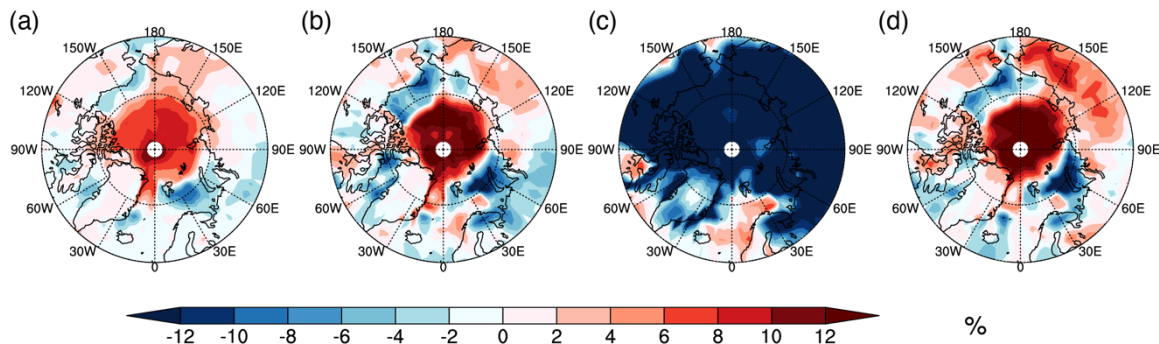 (a) (b) (c) (d)
180 180 180 180
150W 150E 150W 150E 150W 150E 150W 150E
120W 120E 120W 120E 120W 120E 120W 120E
90W 90E 90W 90E 90W 90E 90W 90E
60W 60E 60W 60E 60W 60E 60W 60E
30W 30E 30W 30E 30W 30E 30W 30E
0 0 0 0
-12 -10 -8 -6 -4 -2 0 2 4 6 8 10 12 %